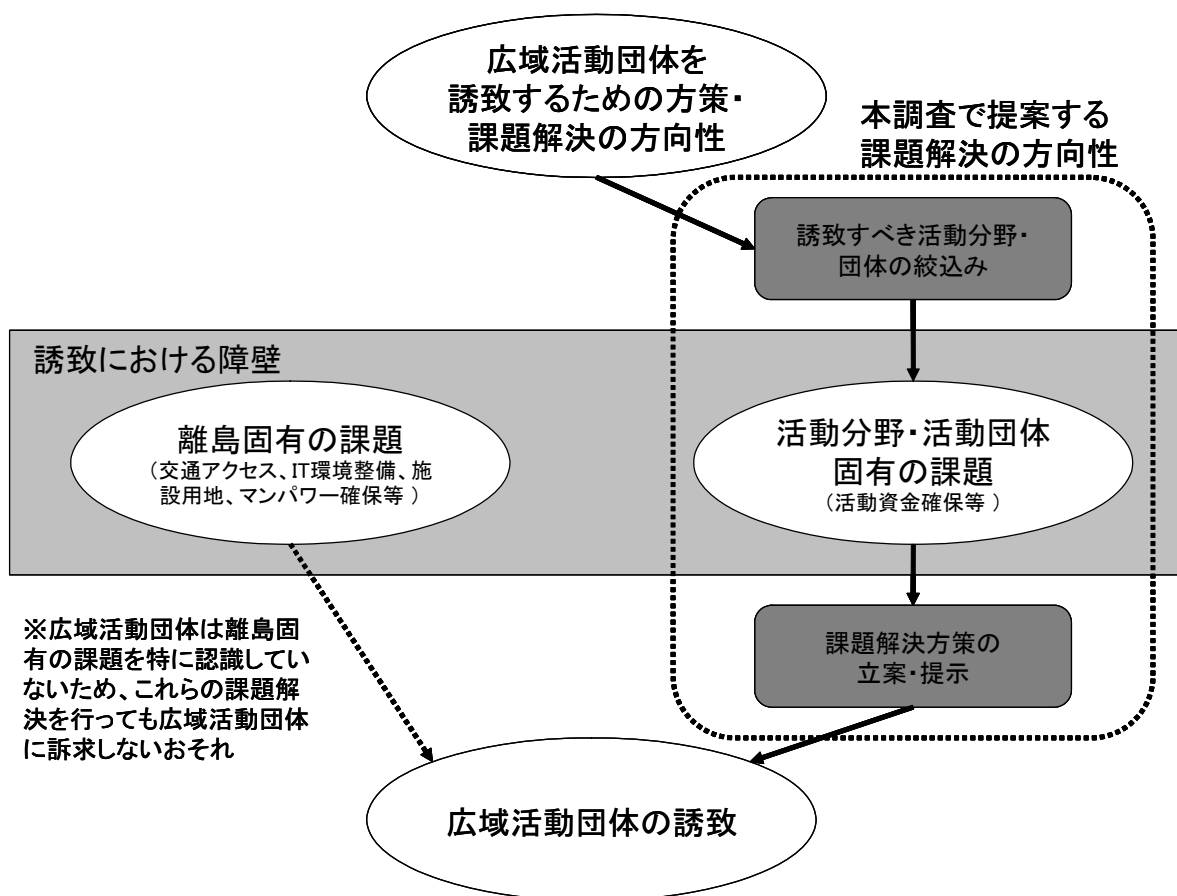 広域活動団体を
誘致するための方策・
課題解決の方向性
本調査で提案する
課題解決の方向性
誘致すべき活動分野・
団体の絞込み
誘致における障壁
離島固有の課題
（交通アクセス、IT環境整備、施
設用地、マンパワー確保等 ）
活動分野・活動団体
固有の課題
（活動資金確保等 ）
※広域活動団体は離島固
有の課題を特に認識してい
ないため、これらの課題解
決を行っても広域活動団体
に訴求しないおそれ
課題解決方策の
立案・提示
広域活動団体の誘致